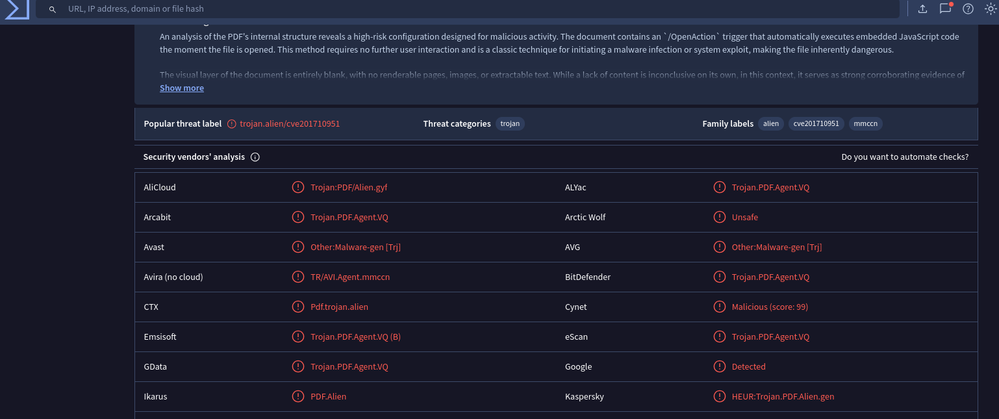 URL, IP address, domain or file hash
An analysis of the PDF's internal structure reveals a high-risk configuration designed for malicious activity. The document contains an `/OpenAction` trigger that automatically executes embedded JavaScript code
the moment the file is opened. This method requires no further user interaction and is a classic technique for initiating a malware infection or system exploit, making the file inherently dangerous.
The visual layer of the document is entirely blank, with no renderable pages, images, or extractable text. While a lack of content is inconclusive on its own, in this context, it serves as strong corroborating evidence of
Show more
Popular threat label trojan.alien/cve201710951 Threat categories trojan Family labels alien cve201710951 mmccn
Security vendors' analysis Do you want to automate checks?
AliCloud Trojan:PDF/Alien.gyf ALYac Trojan.PDF.Agent.VQ
Arcabit Trojan.PDF.Agent.VQ Arctic Wolf Unsafe
Avast Other:Malware-gen [Trj] AVG Other:Malware-gen [Trj]
Avira (no cloud) TR/AVI.Agent.mmccn BitDefender Trojan.PDF.Agent.VQ
CTX Pdf.trojan.alien Cynet Malicious (score: 99)
Emsisoft Trojan.PDF.Agent.VQ (B) eScan Trojan.PDF.Agent.VQ
GData Trojan.PDF.Agent.VQ Google Detected
Ikarus PDF.Alien Kaspersky HEUR:Trojan.PDF.Alien.gen